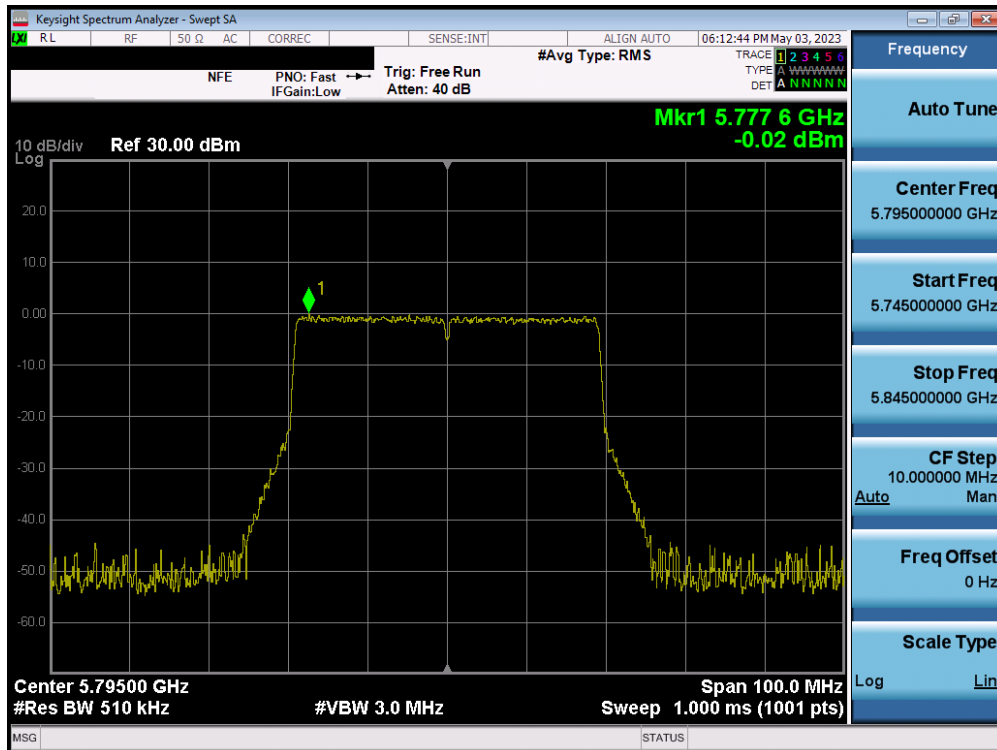 Keysight Spectrum Analyzer - Swept SA
LXI RL RF 50 Ω AC CORREC SENSE:INT ALIGN AUTO 06:12:44 PM May 03, 2023
NFE PNO: Fast Trig: Free Run #Avg Type: RMS TRACE 1 2 3 4 5 6
IFGain:Low Atten: 40 dB TYPE A WWWWW
DET A N N N N N
Mkr1 5.777 6 GHz
-0.02 dBm
10 dB/div Ref 30.00 dBm
Log
20.0
10.0
1
0.00
-10.0
-20.0
-30.0
-40.0
-50.0
-60.0
Center 5.79500 GHz Span 100.0 MHz
#Res BW 510 kHz #VBW 3.0 MHz Sweep 1.000 ms (1001 pts)
MSG STATUS
Frequency
Auto Tune
Center Freq
5.795000000 GHz
Start Freq
5.745000000 GHz
Stop Freq
5.845000000 GHz
CF Step
10.000000 MHz
Auto Man
Freq Offset
0 Hz
Scale Type
Log Lin